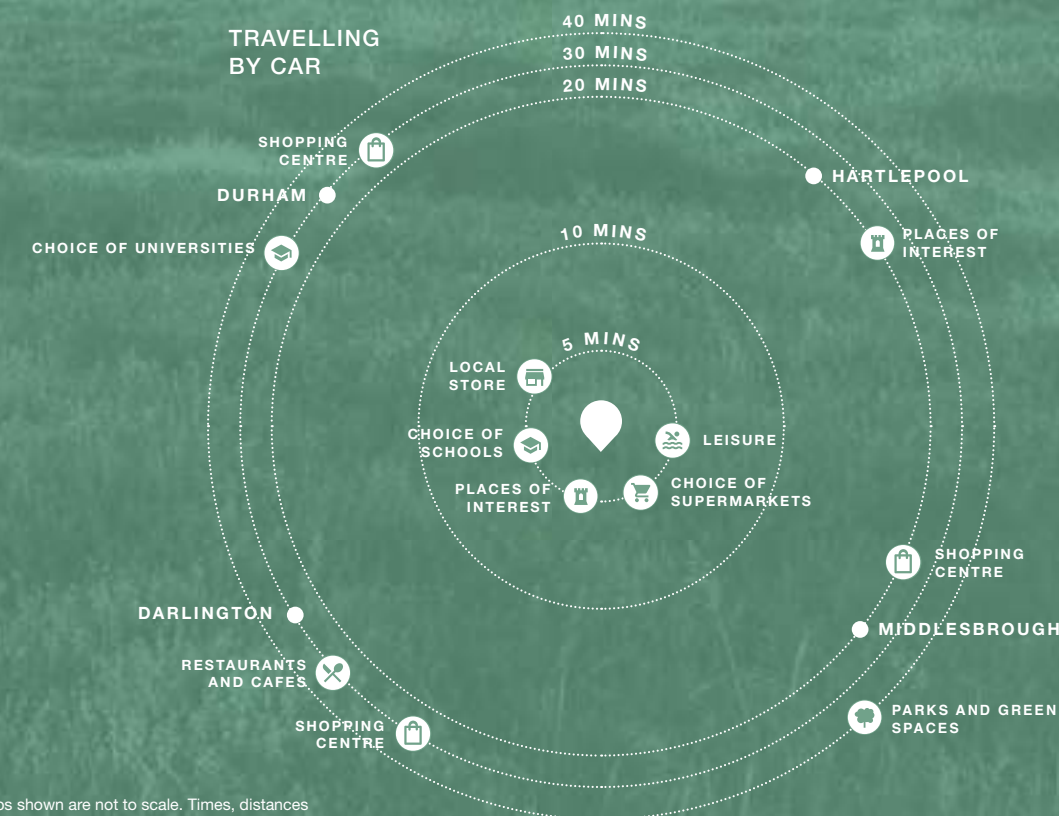 TRAVELLING
BY CAR
40 MINS
30 MINS
20 MINS
SHOPPING
CENTRE
DURHAM
HARTLEPOOL
CHOICE OF UNIVERSITIES
PLACES OF
INTEREST
10 MINS
5 MINS
LOCAL
STORE
CHOICE OF
SCHOOLS
LEISURE
PLACES OF
INTEREST
CHOICE OF
SUPERMARKETS
SHOPPING
CENTRE
DARLINGTON
MIDDLESBROUGH
RESTAURANTS
AND CAFES
PARKS AND GREEN
SPACES
SHOPPING
CENTRE
shown are not to scale. Times, distances